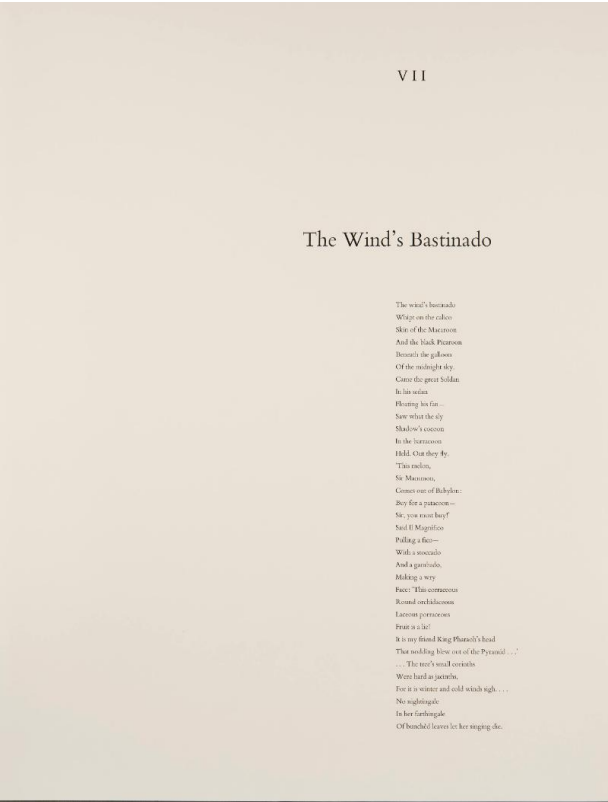 VII
The Wind's Bastinado
The wind's bastinado
Whipt on the calico
Skin of the Macaroon
And the black Picaroon
Beneath the galloon
Of the midnight sky.
Came the great Soldan
In his sedan
Floating his fan—
Saw what the sly
Shadow's cocoon
In the barracoon
Held. Out they fly.
'This melon,
Sir Mammon,
Comes out of Babylon:
Buy for a patacoon—
Sir, you must buy!'
Said Il Magnifico
Pulling a fico—
With a stoccado
And a gambado,
Making a wry
Face: 'This corraceous
Round orchidaceous
Laceous porraceous
Fruit is a lie!
It is my friend King Pharaoh's head
That nodding blew out of the Pyramid . . .'
. . . The tree's small corinths
Were hard as jacinths,
For it is winter and cold winds sigh. . . .
No nightingale
In her farthingale
Of bunchèd leaves let her singing die.